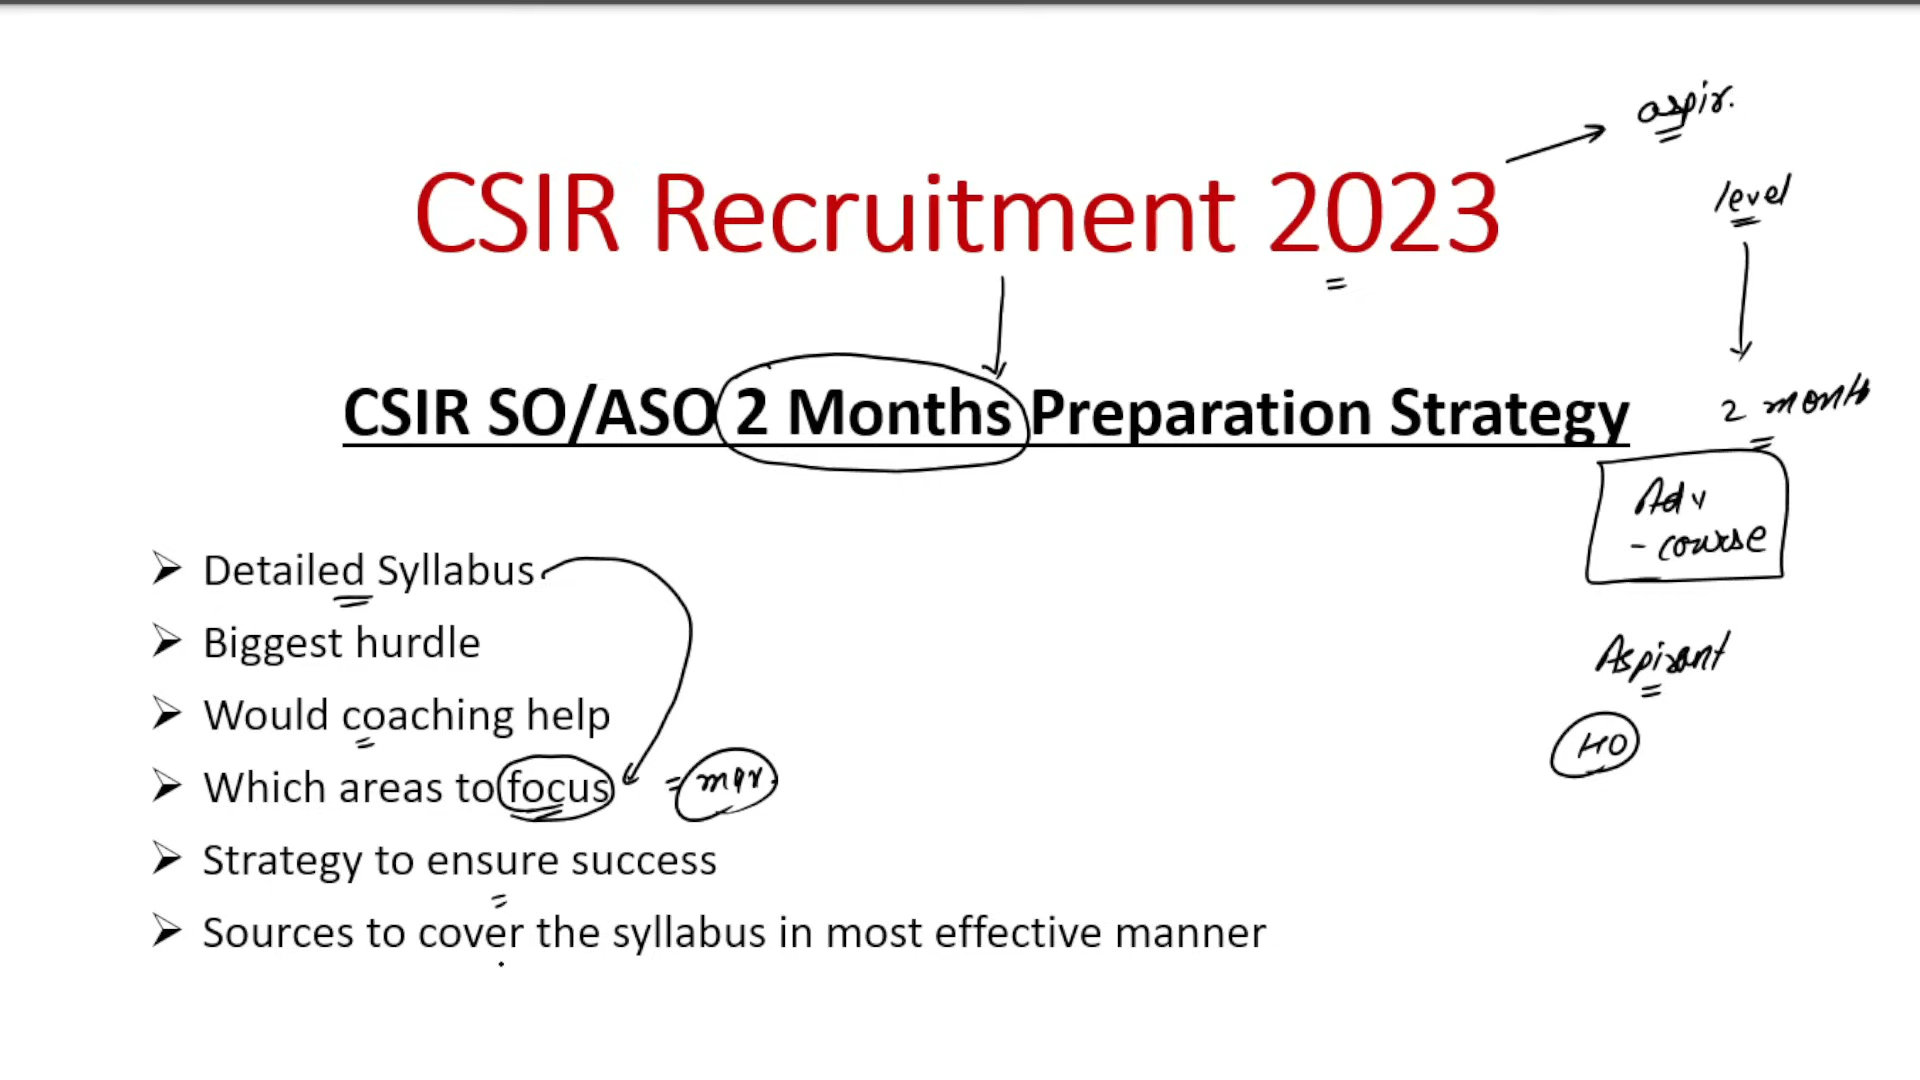 aspir.
CSIR Recruitment 2023
level
CSIR SO/ASO 2 Months Preparation Strategy
2 month
Adv
- course
➢ Detailed Syllabus
➢ Biggest hurdle
Aspirant
➢ Would coaching help
➢ Which areas to focus
➢ Strategy to ensure success
➢ Sources to cover the syllabus in most effective manner